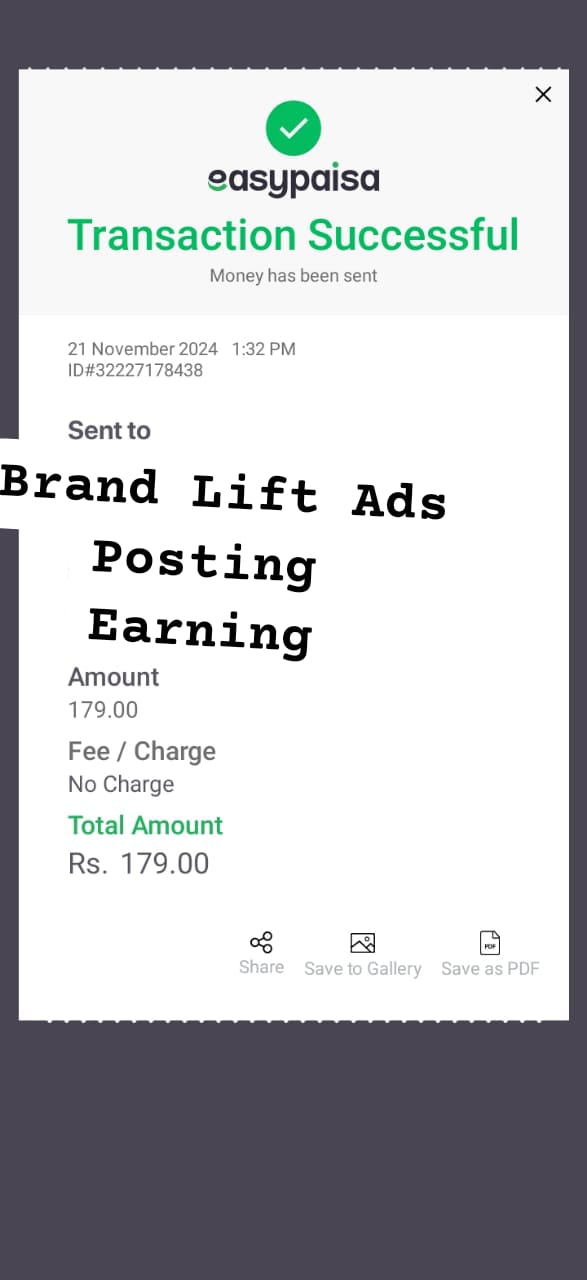 easypaisa
Transaction Successful
Money has been sent
21 November 2024 1:32 PM
ID#32227178438
Sent to
Brand Lift Ads
Posting
Earning
Amount
179.00
Fee / Charge
No Charge
Total Amount
Rs. 179.00
Share Save to Gallery Save as PDF